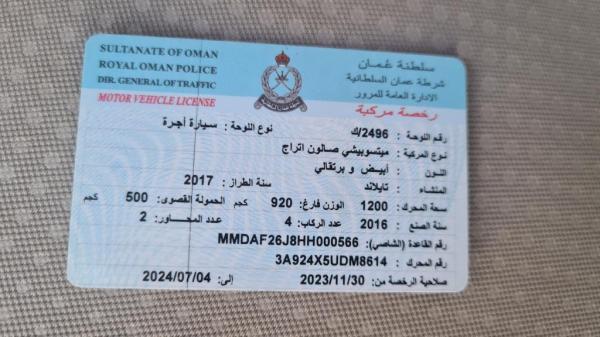 SULTANATE OF OMAN
ROYAL OMAN POLICE
DIR. GENERAL OF TRAFFIC
MOTOR VEHICLE LICENSE
سلطنة عُمان
شرطة عمان السلطانية
الادارة العامة للمرور
رخصة مركبة
رقم اللوحة : 2496/ك نوع اللوحة: سيارة أجرة
نوع المركبة : ميتسوبيشي صالون اتراج
اللون : أبيض و برتقالي
المنشاء : تايلاند سنة الطراز : 2017
سعة المحرك: 1200 الوزن فارغ: 920 كجم الحمولة القصوى: 500 كجم
سنة الصنع : 2016 عدد الركاب: 4 عدد المحاور: 2
رقم القاعدة (الشاصي): MMDAF26J8HH000566
رقم المحرك : 3A924X5UDM8614
صلاحية الرخصة من: 2023/11/30 إلى: 2024/07/04